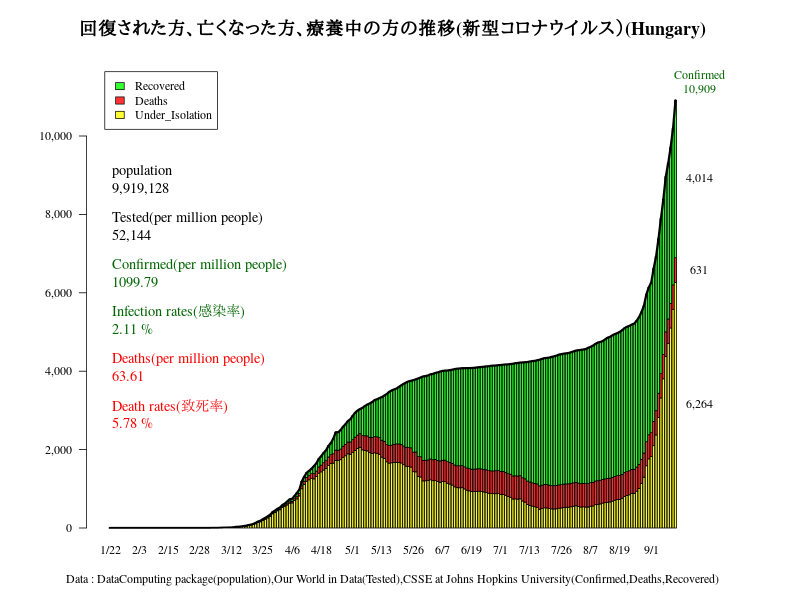 回復された方、亡くなった方、療養中の方の推移(新型コロナウイルス）(Hungary)
Confirmed
10,909
Recovered
Deaths
Under_Isolation
10,000
8,000
6,000
4,000
2,000
0
population
9,919,128
Tested(per million people)
52,144
Confirmed(per million people)
1099.79
Infection rates(感染率)
2.11 %
Deaths(per million people)
63.61
Death rates(致死率)
5.78 %
4,014
631
6,264
1/22 2/3 2/15 2/28 3/12 3/25 4/6 4/18 5/1 5/13 5/26 6/7 6/19 7/1 7/13 7/26 8/7 8/19 9/1
Data : DataComputing package(population),Our World in Data(Tested),CSSE at Johns Hopkins University(Confirmed,Deaths,Recovered)